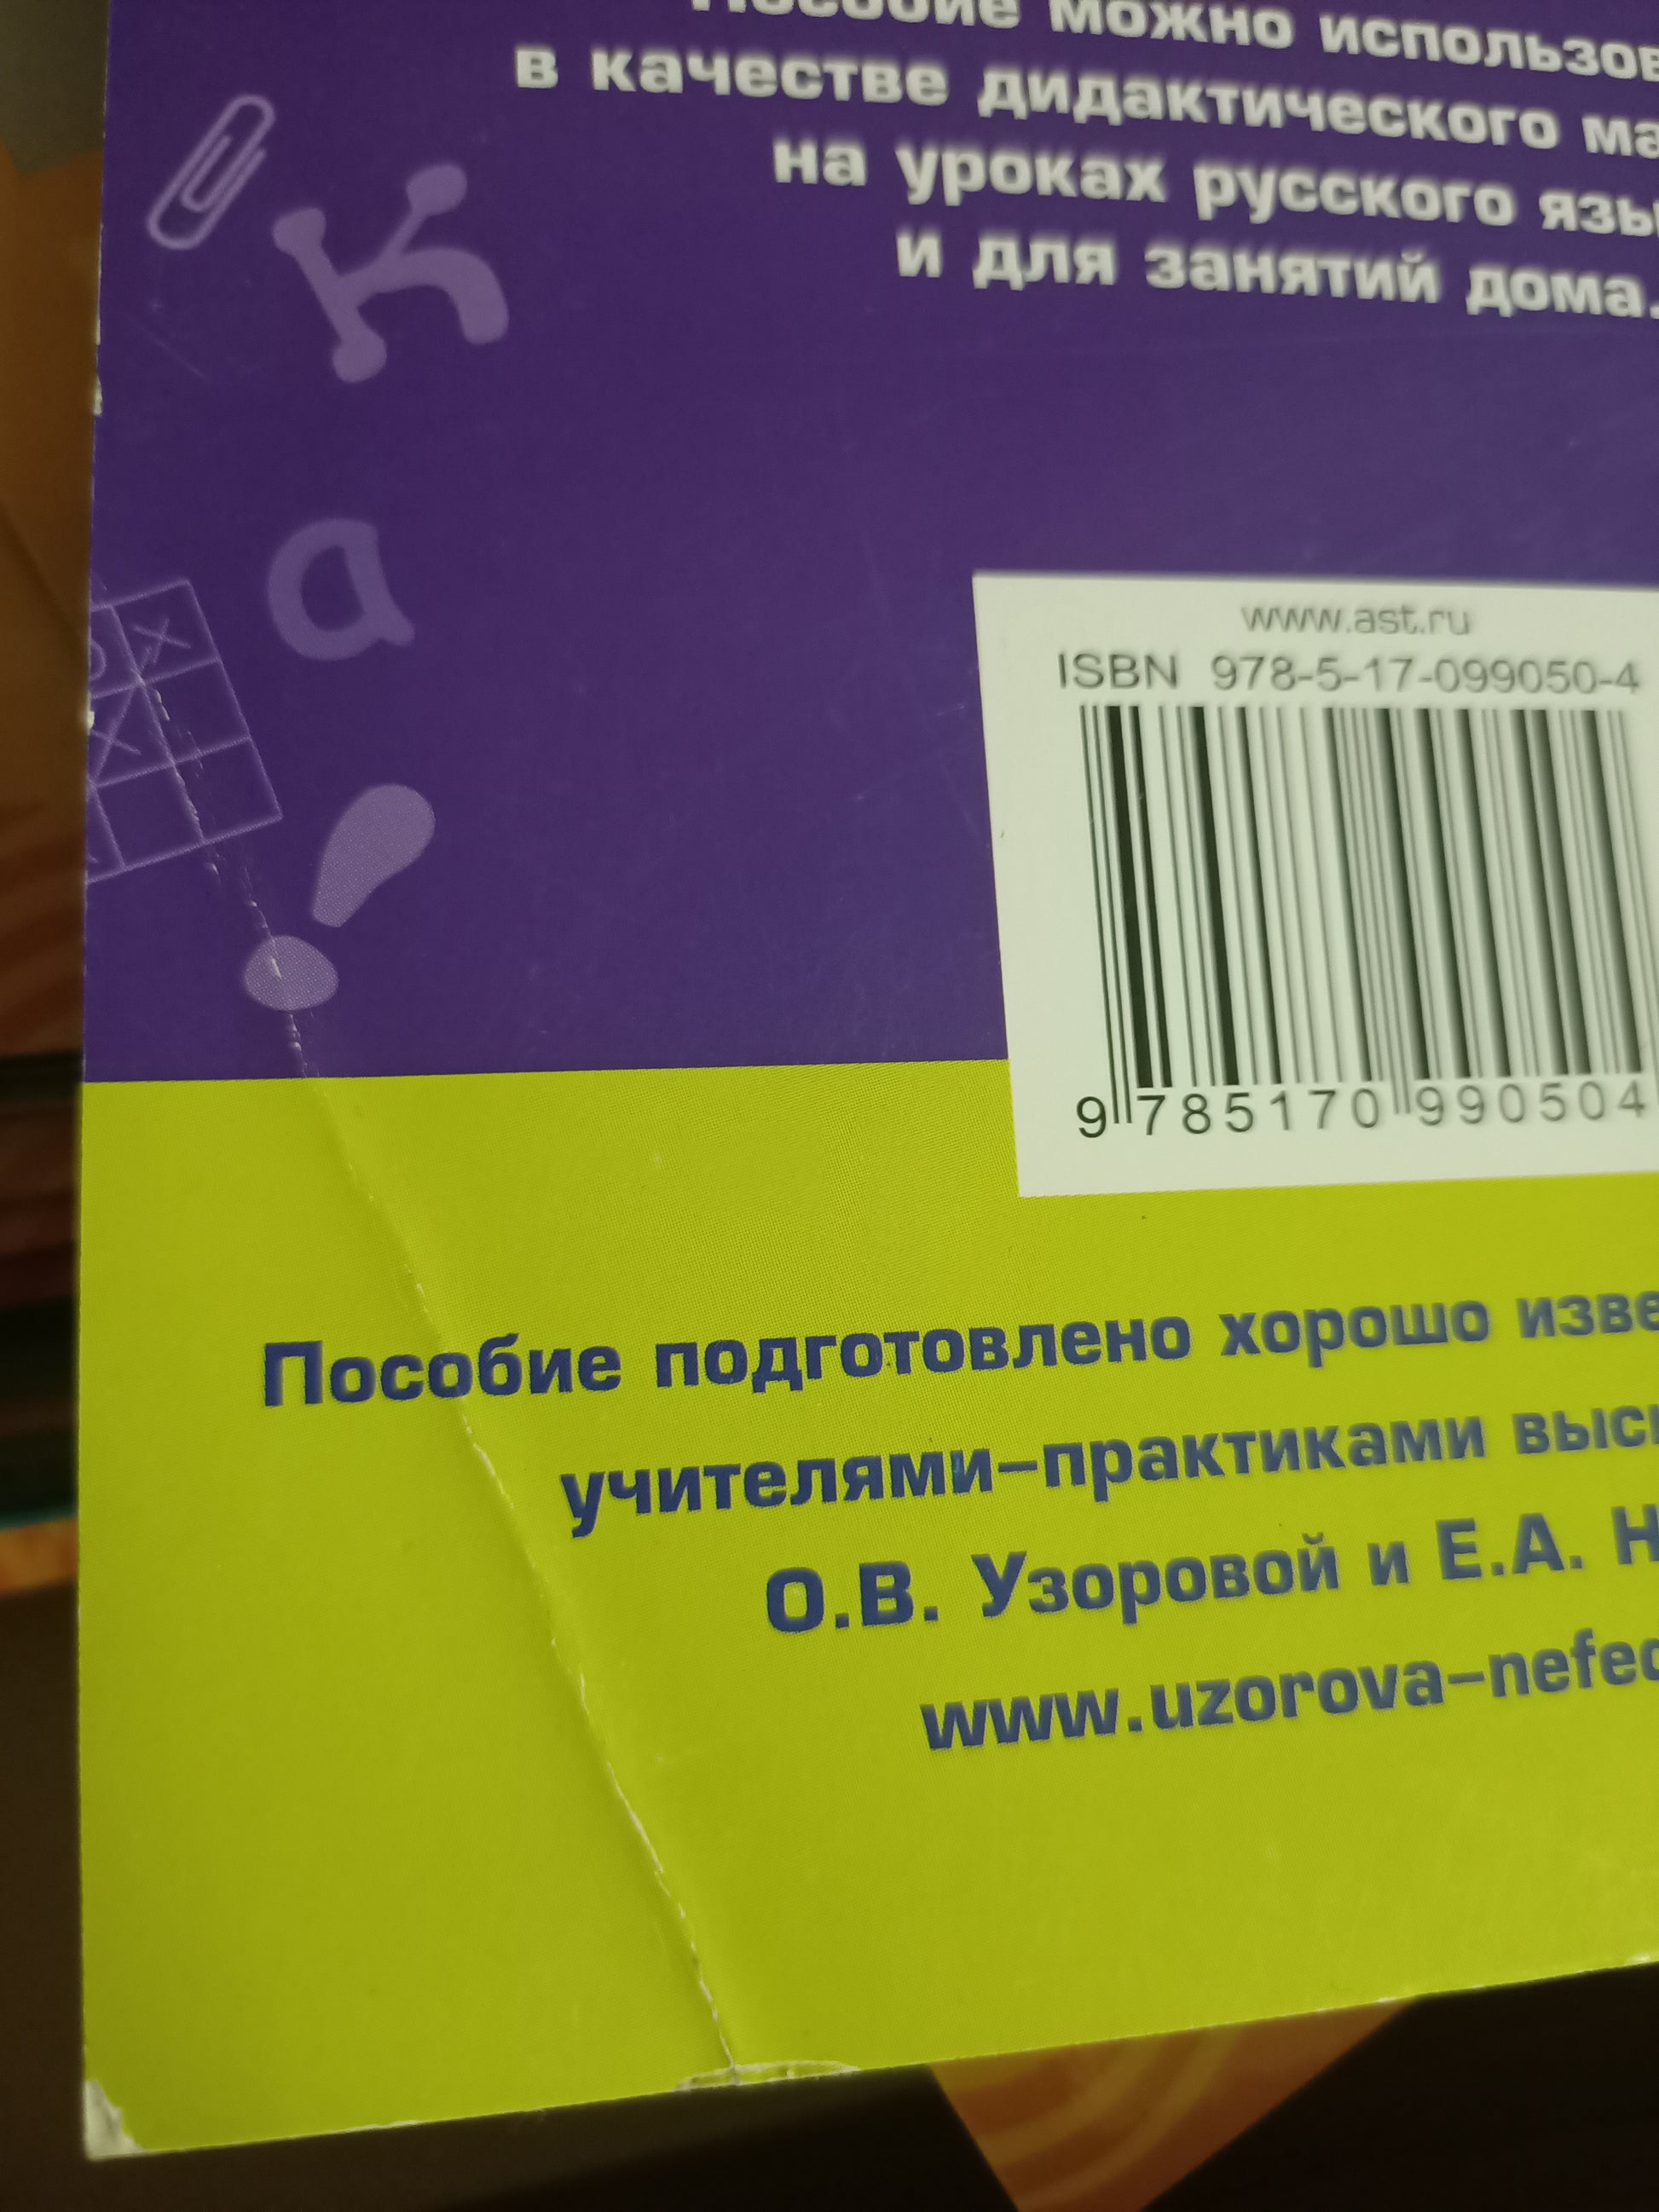 Пособие можно использов
в качестве дидактического ма
на уроках русского язы
и для занятий дома.
К
а
!
www.ast.ru
ISBN 978-5-17-099050-4
9 785170 990504
Пособие подготовлено хорошо изве
учителями-практиками выс
О.В. Узоровой и Е.А. Н
www.uzorova-nefed